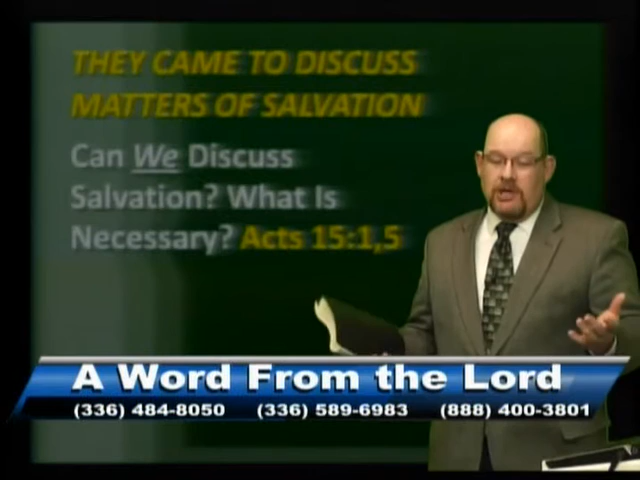 THEY CAME TO DISCUSS
MATTERS OF SALVATION
Can We Discuss
Salvation? What Is
Necessary? Acts 15:1,5
A Word From the Lord
(336) 484-8050 (336) 589-6983 (888) 400-3801